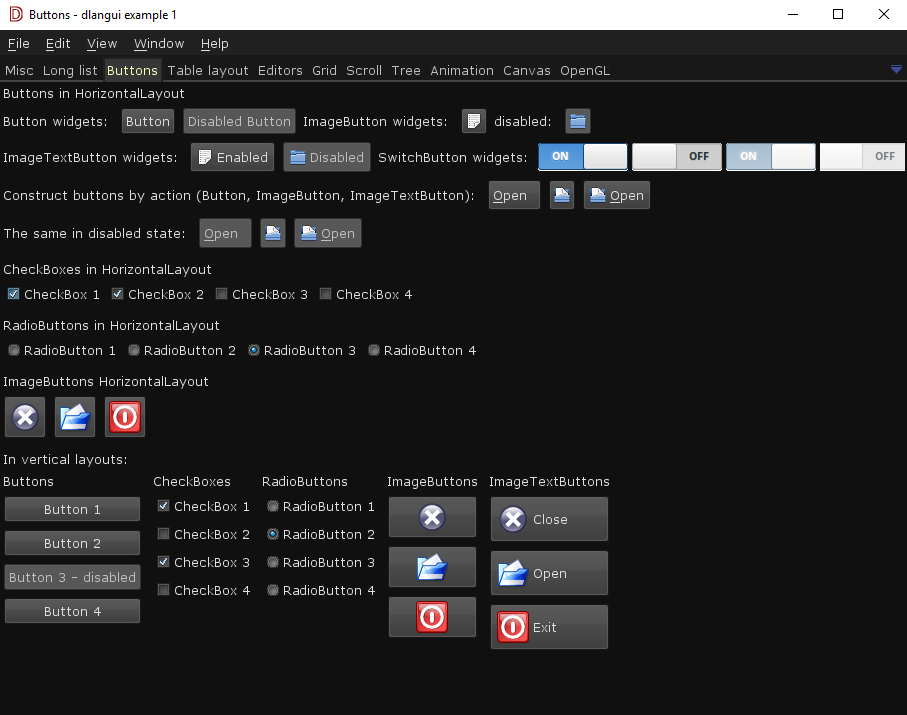 Buttons - dlangui example 1
File Edit View Window Help
Misc Long list Buttons Table layout Editors Grid Scroll Tree Animation Canvas OpenGL
Buttons in HorizontalLayout
Button widgets: Button Disabled Button ImageButton widgets: disabled:
ImageTextButton widgets: Enabled Disabled SwitchButton widgets: ON OFF ON OFF
Construct buttons by action (Button, ImageButton, ImageTextButton): Open Open
The same in disabled state: Open Open
CheckBoxes in HorizontalLayout
CheckBox 1 CheckBox 2 CheckBox 3 CheckBox 4
RadioButtons in HorizontalLayout
RadioButton 1 RadioButton 2 RadioButton 3 RadioButton 4
ImageButtons HorizontalLayout
In vertical layouts:
Buttons CheckBoxes RadioButtons ImageButtons ImageTextButtons
Button 1 CheckBox 1 RadioButton 1 Close
Button 2 CheckBox 2 RadioButton 2
Button 3 - disabled CheckBox 3 RadioButton 3 Open
Button 4 CheckBox 4 RadioButton 4
Exit